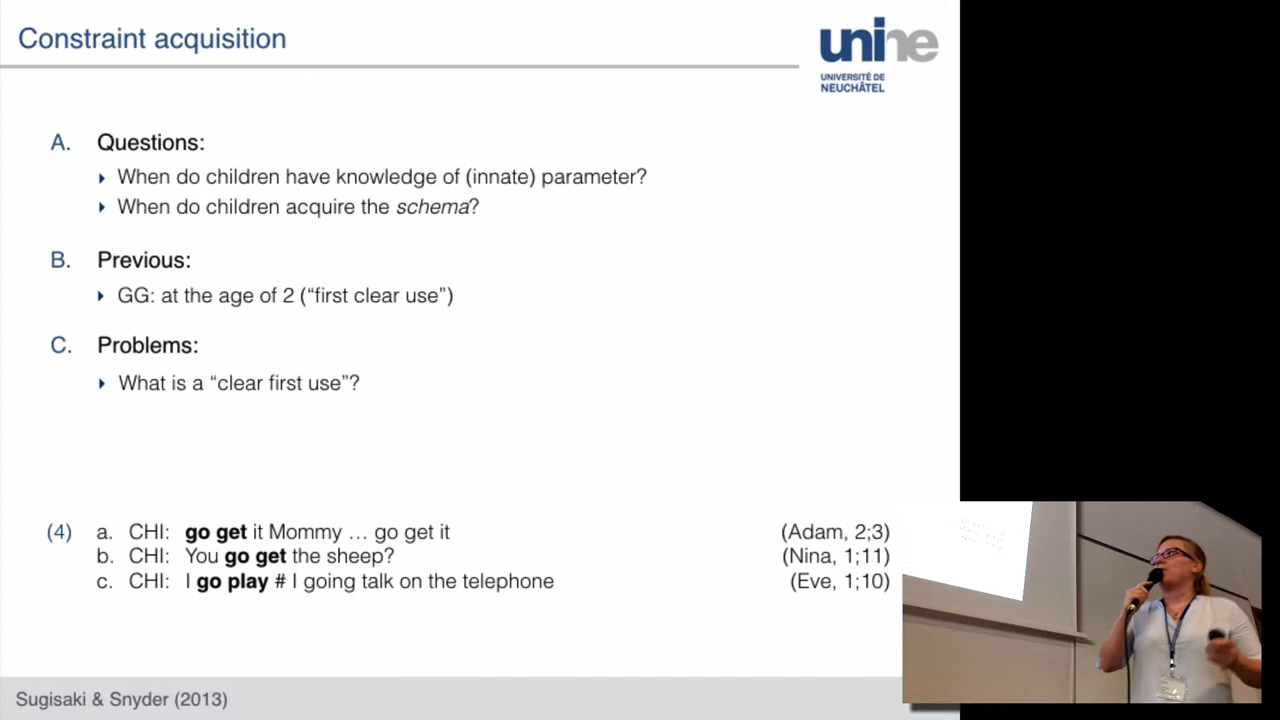 Constraint acquisition
unine
UNIVERSITÉ DE
NEUCHÂTEL
A. Questions:
When do children have knowledge of (innate) parameter?
When do children acquire the schema?
B. Previous:
GG: at the age of 2 (“first clear use”)
C. Problems:
What is a “clear first use”?
(4) a. CHI: go get it Mommy … go get it (Adam, 2;3)
b. CHI: You go get the sheep? (Nina, 1;11)
c. CHI: I go play # I going talk on the telephone (Eve, 1;10)
Sugisaki & Snyder (2013)